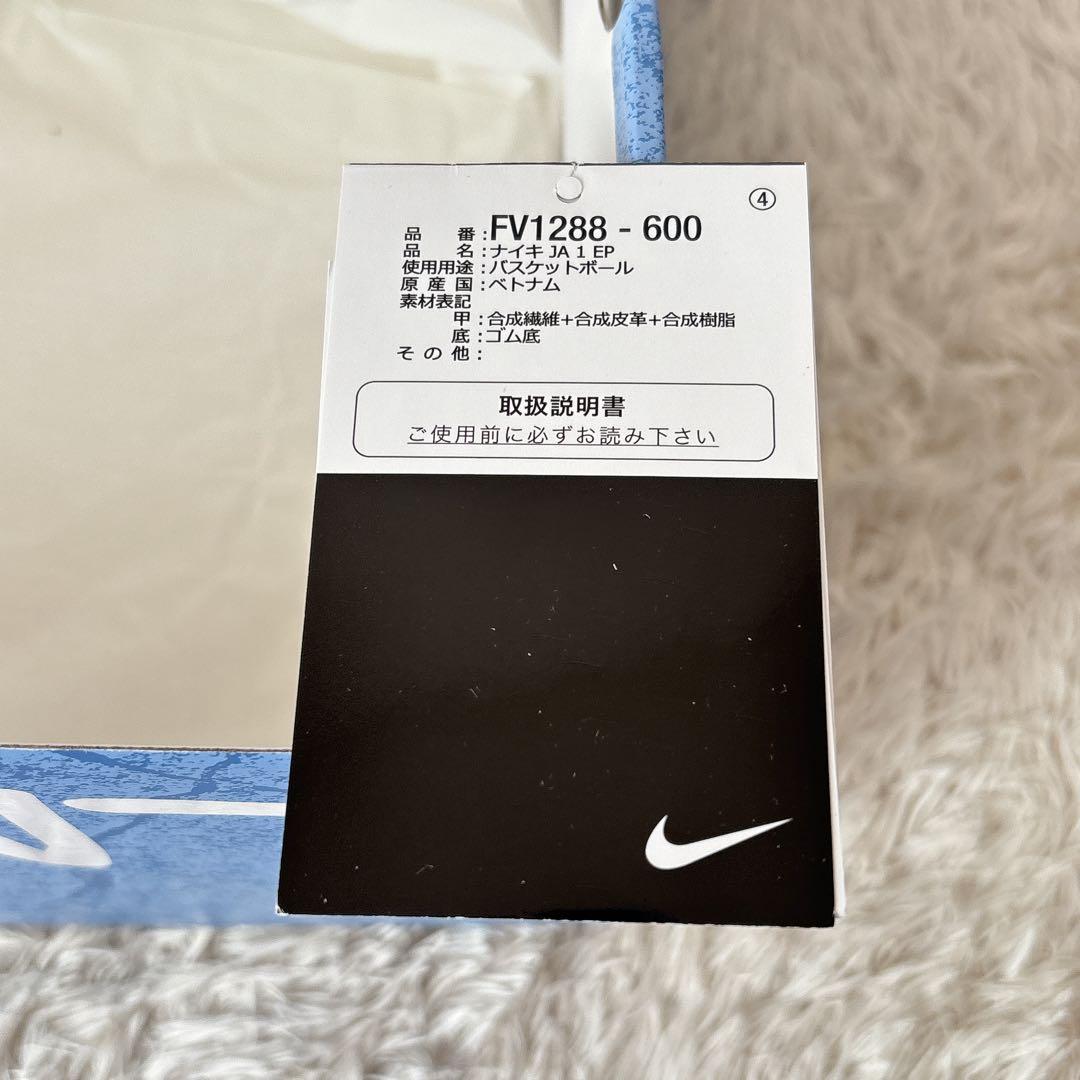 ④
品 番:FV1288 - 600
品 名:ナイキ JA 1 EP
使用用途:バスケットボール
原 産 国:ベトナム
素材表記
甲:合成繊維+合成皮革+合成樹脂
底:ゴム底
そ の 他:
取扱説明書
ご使用前に必ずお読み下さい